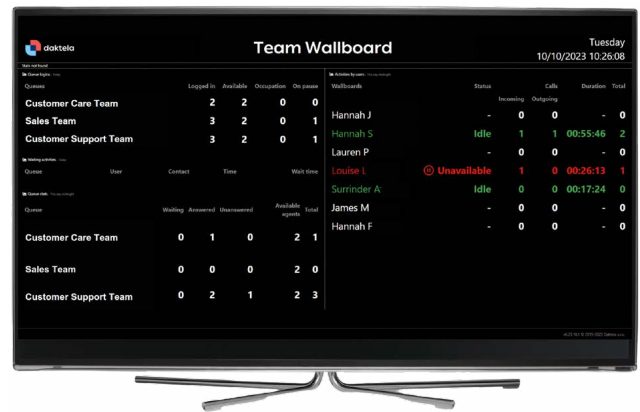 daktela
Team Wallboard
Tuesday
10/10/2023 10:26:08
Stats not found
Queue logins - Today
Queues Logged in Available Occupation On pause
Customer Care Team 2 2 0 0
Sales Team 3 2 0 1
Customer Support Team 3 2 0 1
Waiting activities - Today
Queue User Contact Time Wait time
Queue stats
Queue Waiting Answered Unanswered Available agents Total
Customer Care Team 0 1 0 2 1
Sales Team 0 0 0 2 0
Customer Support Team 0 2 1 2 3
Activities by users
Wallboards Status Calls Duration Total
Incoming Outgoing
Hannah J - 0 0 - 0
Hannah S Idle 1 1 00:55:46 2
Lauren P - 0 0 - 0
Louise L Unavailable 1 0 00:26:13 1
Surrinder A Idle 0 0 00:17:24 0
James M - 0 0 - 0
Hannah F - 0 0 - 0